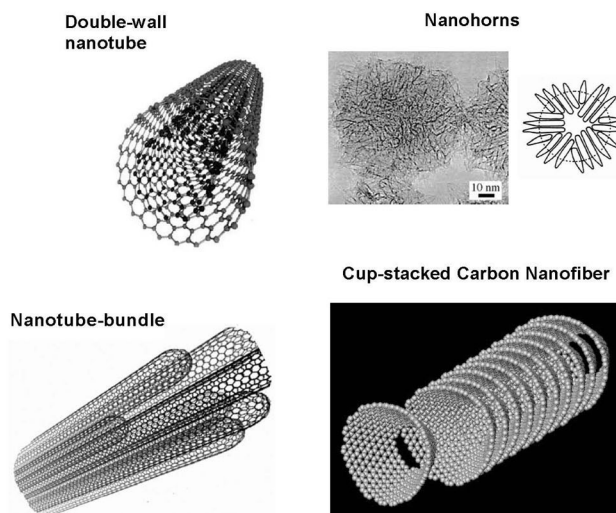 Double-wall
nanotube
Nanohorns
10 nm
Cup-stacked Carbon Nanofiber
Nanotube-bundle